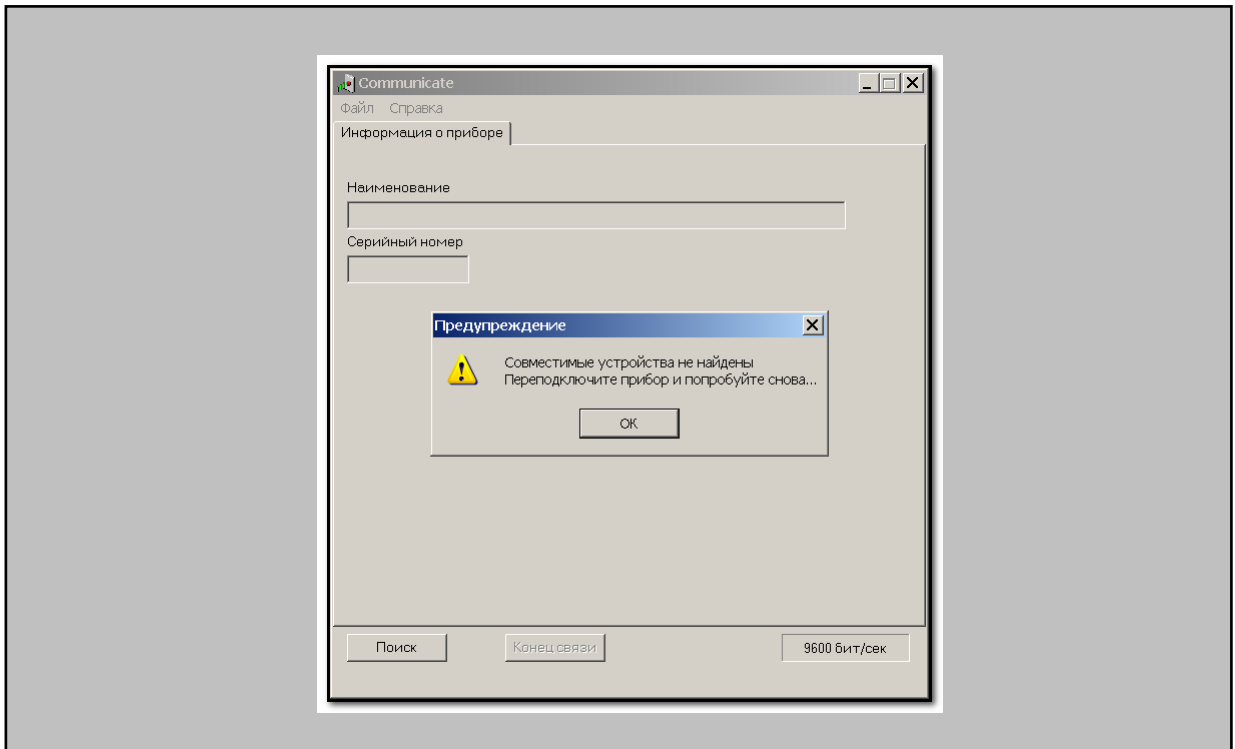 Communicate
Файл Справка
Информация о приборе
Наименование
Серийный номер
Предупреждение
Совместимые устройства не найдены
Переподключите прибор и попробуйте снова...
OK
Поиск Конец связи 9600 бит/сек